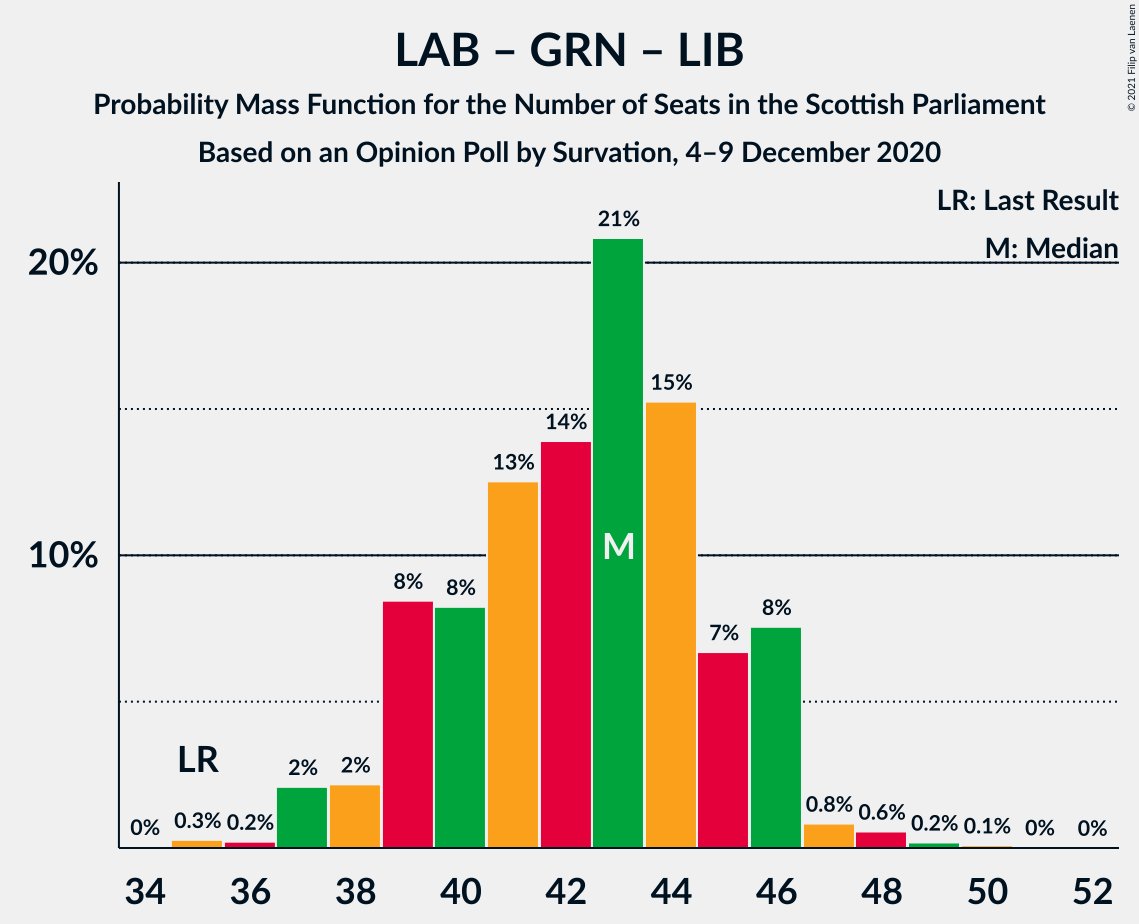 LAB – GRN – LIB
Probability Mass Function for the Number of Seats in the Scottish Parliament
Based on an Opinion Poll by Survation, 4–9 December 2020
© 2021 Filip van Laenen
LR: Last Result
M: Median
20%
10%
0%
0.3%
0.2%
2%
2%
8%
8%
13%
14%
21%
15%
7%
8%
0.8%
0.6%
0.2%
0.1%
0%
0%
LR
M
34 36 38 40 42 44 46 48 50 52